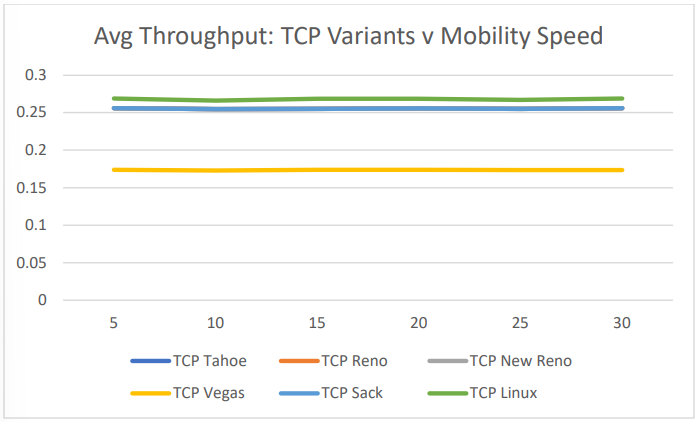 Avg Throughput: TCP Variants v Mobility Speed
0.3
0.25
0.2
0.15
0.1
0.05
0
5 10 15 20 25 30
TCP Tahoe TCP Reno TCP New Reno
TCP Vegas TCP Sack TCP Linux